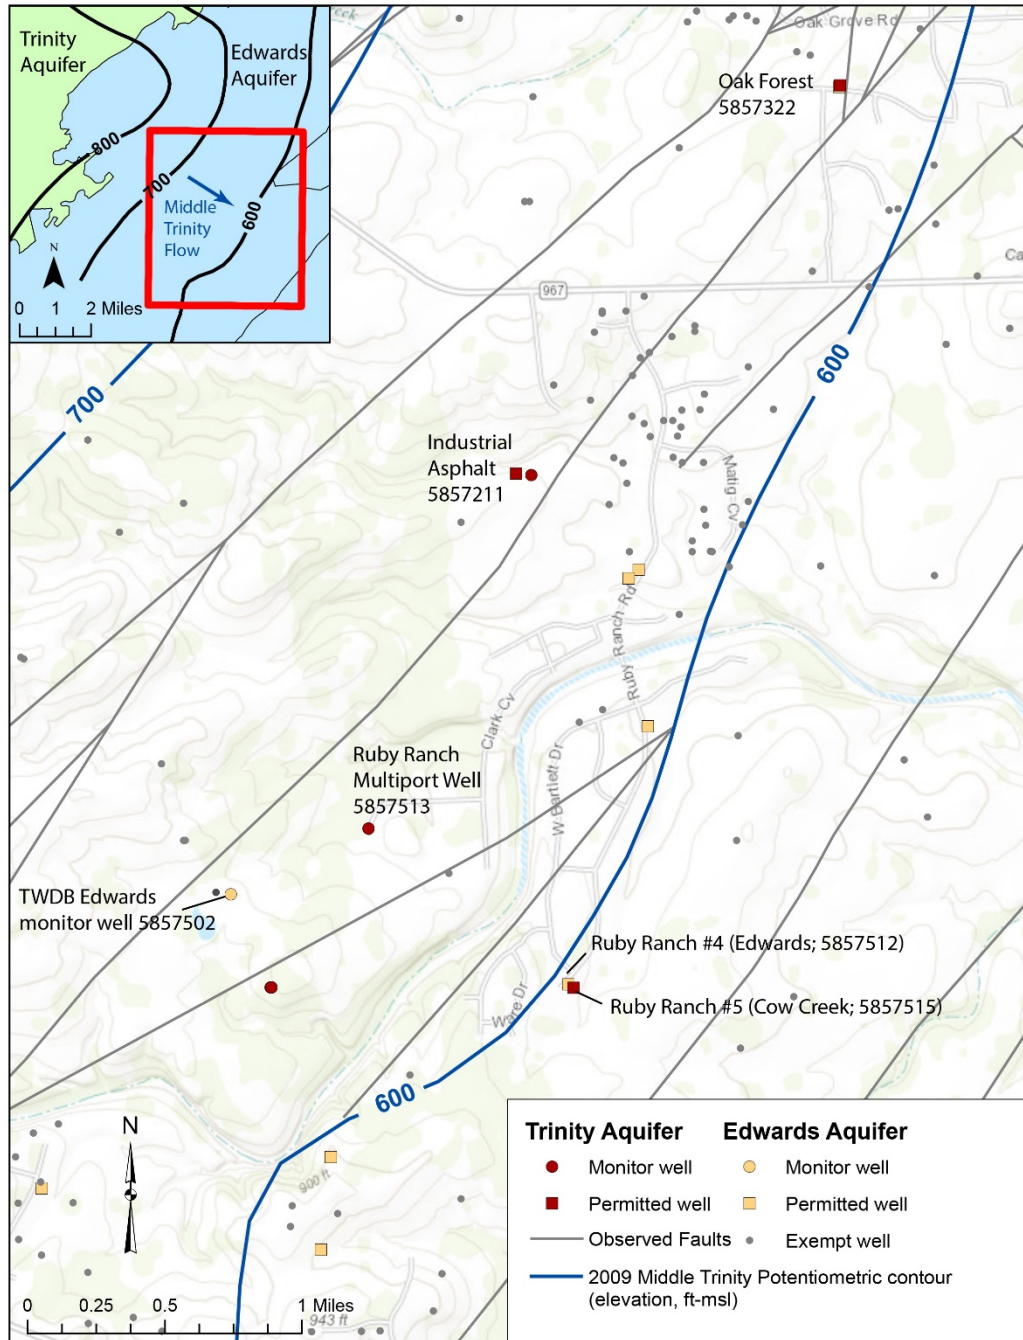 Trinity
Aquifer
Edwards
Aquifer
800
700
600
Middle
Trinity
Flow
N
0 1 2 Miles
Creek
Oak Grove Rd
Oak Forest
5857322
967
Ca
700
600
Industrial
Asphalt
5857211
Matig Cv
Ruby Ranch Rd
Clark Cv
W Bartlett Dr
Ruby Ranch
Multiport Well
5857513
TWDB Edwards
monitor well 5857502
Ruby Ranch #4 (Edwards; 5857512)
Ruby Ranch #5 (Cow Creek; 5857515)
Ware Dr
600
N
900 ft
943 ft
0 0.25 0.5 1 Miles
Trinity Aquifer Edwards Aquifer
Monitor well Monitor well
Permitted well Permitted well
Observed Faults Exempt well
2009 Middle Trinity Potentiometric contour
(elevation, ft-msl)